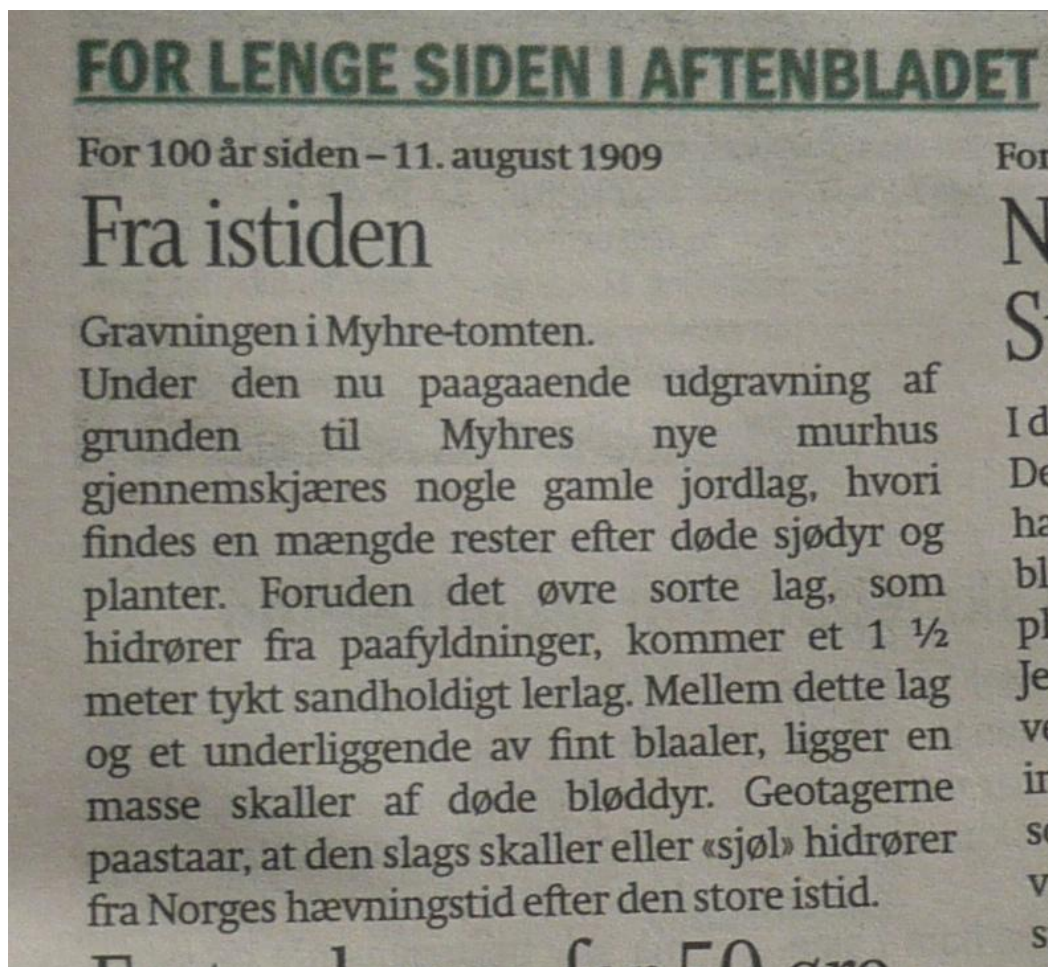 FOR LENGE SIDEN I AFTENBLADET
For 100 år siden – 11. august 1909
Fra istiden
Gravningen i Myhre-tomten.
Under den nu paagaaende udgravning af
grunden til Myhres nye murhus
gjennemskjæres nogle gamle jordlag, hvori
findes en mængde rester efter døde sjødyr og
planter. Foruden det øvre sorte lag, som
hidrører fra paafyldninger, kommer et 1 ½
meter tykt sandholdigt lerlag. Mellem dette lag
og et underliggende av fint blaaler, ligger en
masse skaller af døde bløddyr. Geotagerne
paastaar, at den slags skaller eller «sjøl» hidrører
fra Norges hævningstid efter den store istid.
for 50 øre
For
I d